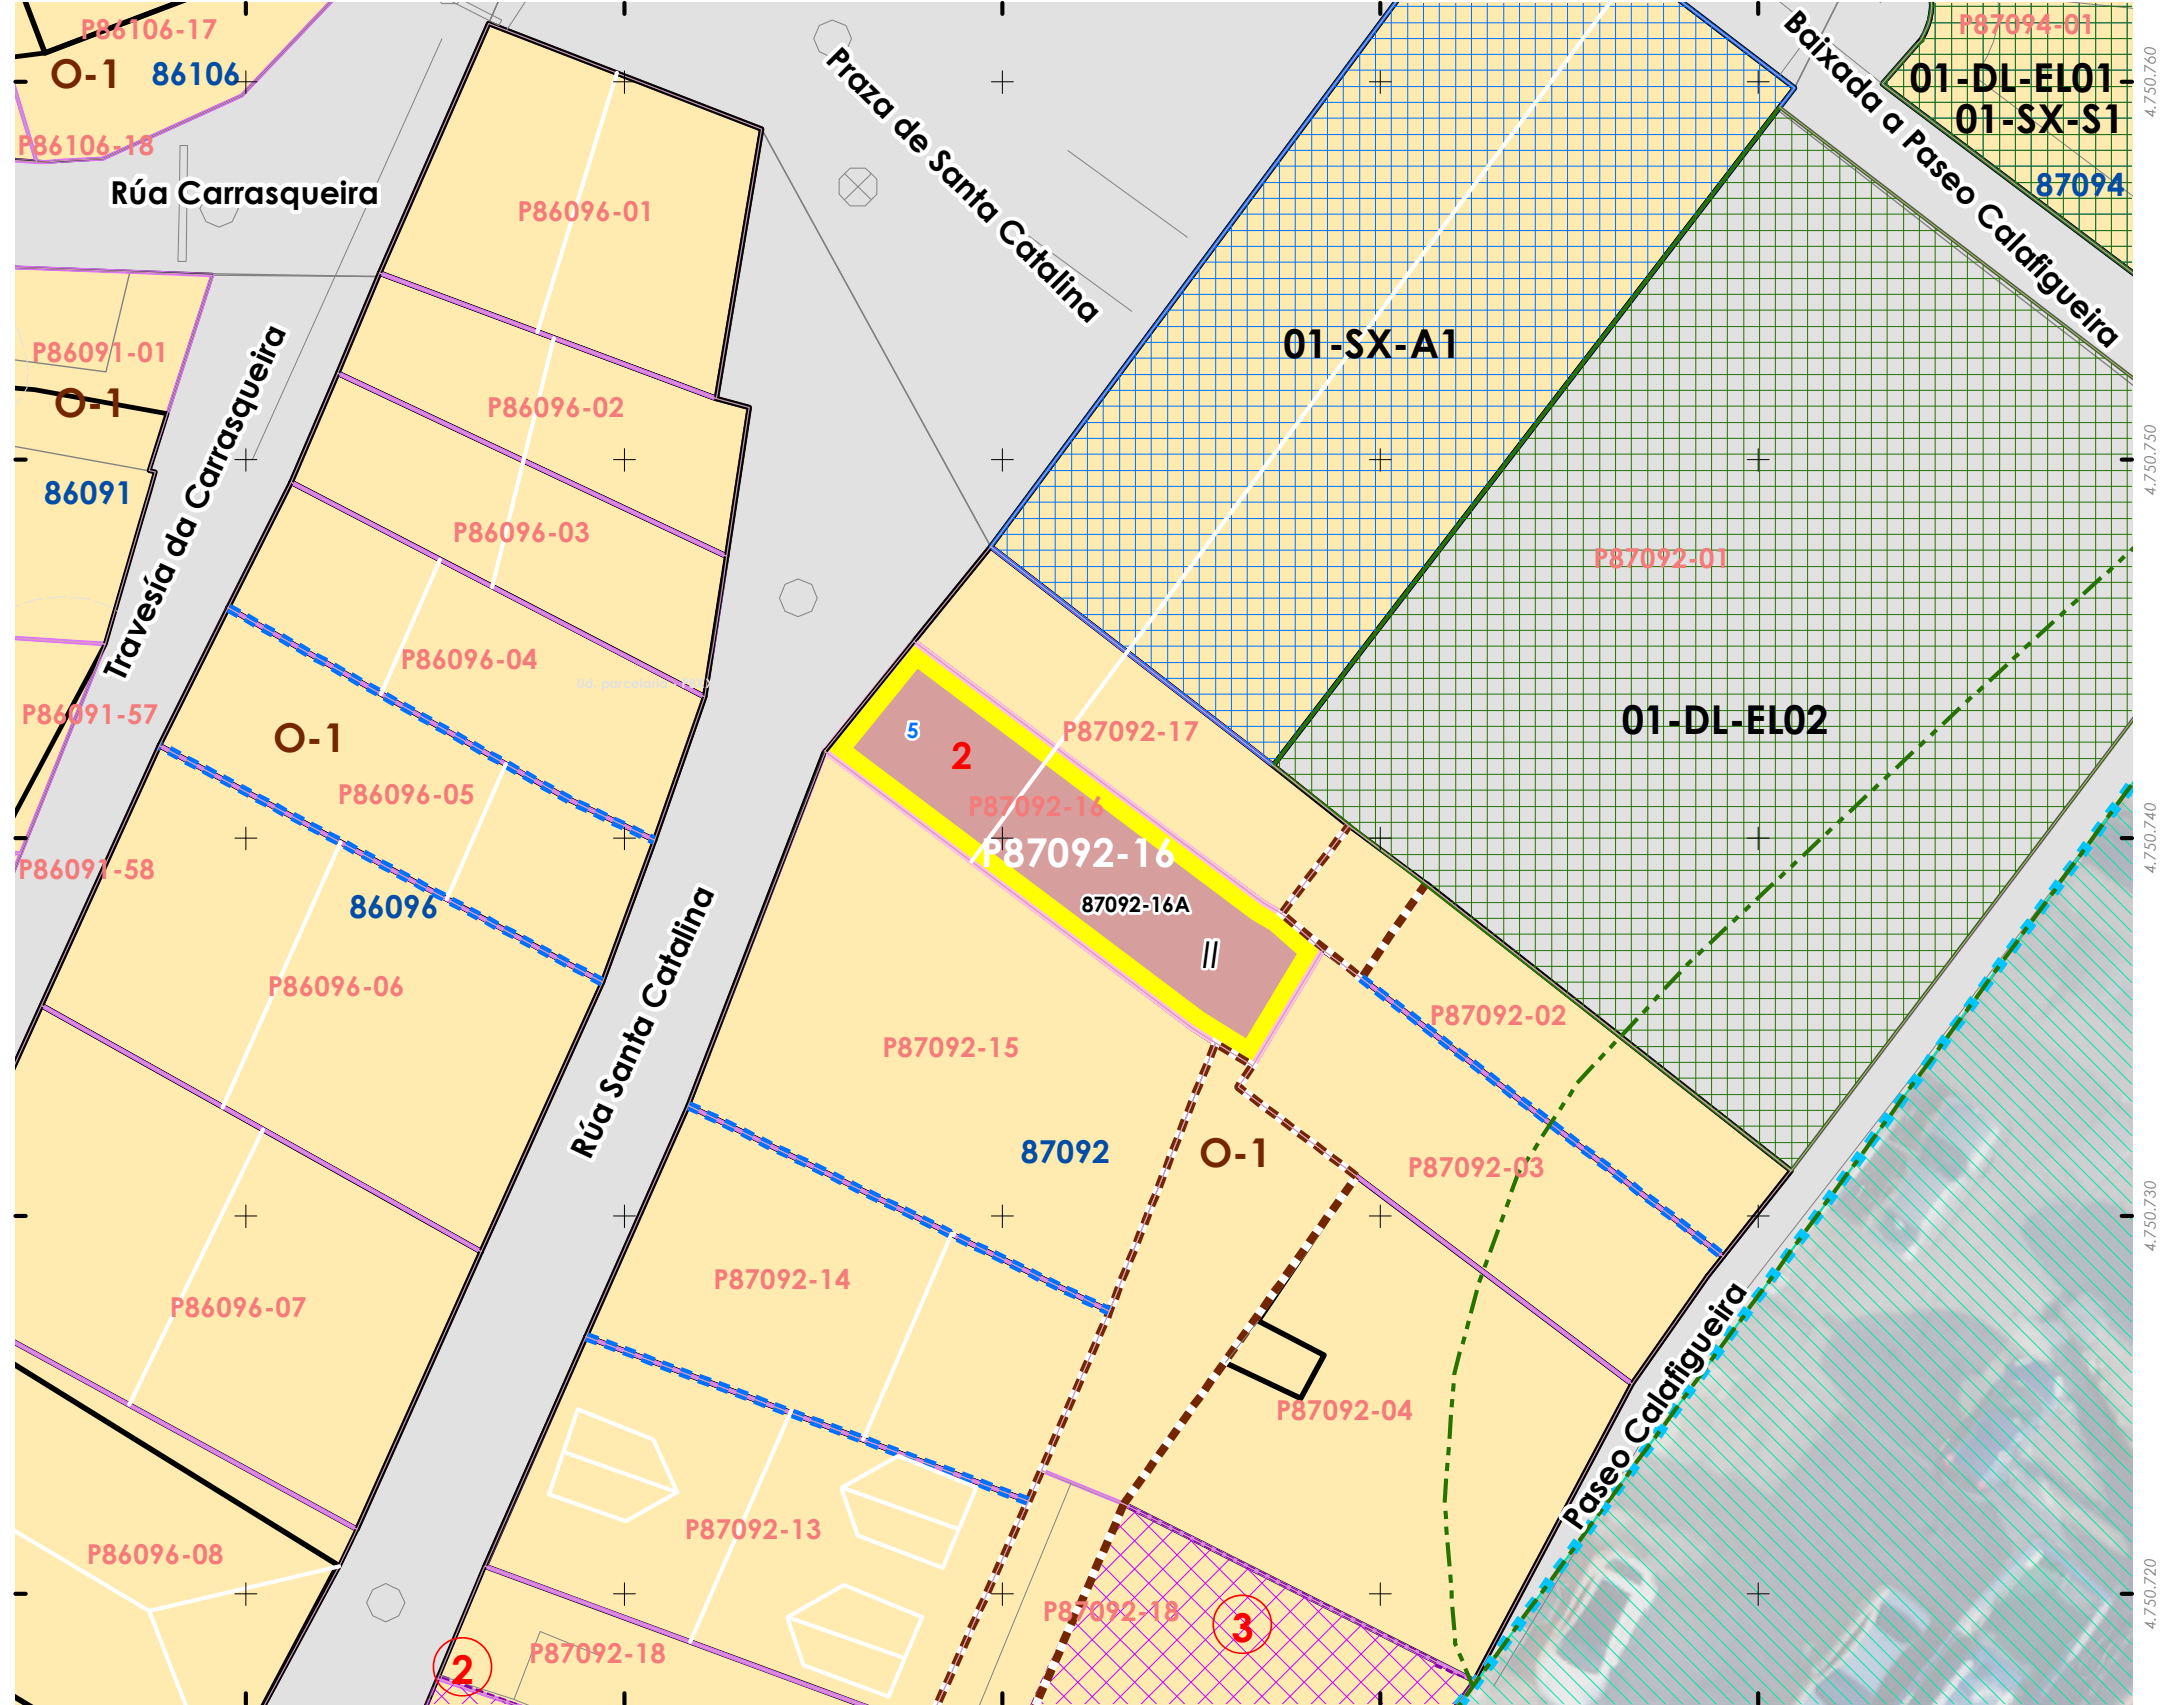 P86106-17
O-1
86106
P86106-18
Rúa Carrasqueira
P86096-01
Praza de Santa Catalina
Baixada a Paseo Calafigueira
P87094-01
01-DL-EL01
01-SX-S1
87094
4.750.760
P86091-01
O-1
86091
Travesía da Carrasqueira
P86096-02
P86096-03
01-SX-A1
4.750.750
P87092-01
P86096-04
Ud. parcelaria
P86091-57
O-1
P86096-05
5
2
P87092-17
01-DL-EL02
P87092-16
P87092-16
4.750.740
P86091-58
86096
87092-16A
II
P86096-06
Rúa Santa Catalina
P87092-15
P87092-02
87092
O-1
P87092-03
4.750.730
P87092-14
P86096-07
P87092-04
Paseo Calafigueira
P86096-08
P87092-13
P87092-18
3
4.750.720
2
P87092-18